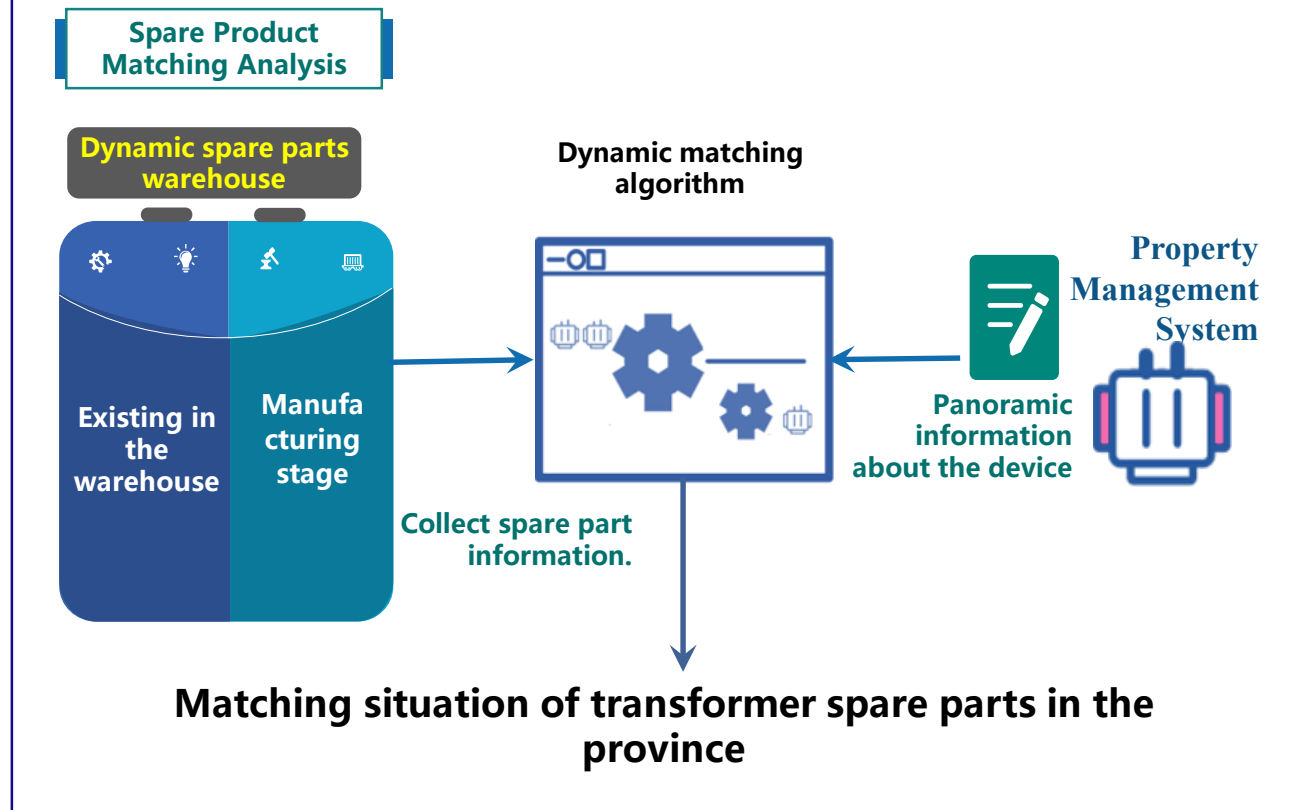 Spare Product
Matching Analysis
Dynamic spare parts
warehouse
Existing in
the
warehouse
Manufa
cturing
stage
Dynamic matching
algorithm
Collect spare part
information.
Property
Management
System
Panoramic
information
about the device
Matching situation of transformer spare parts in the
province